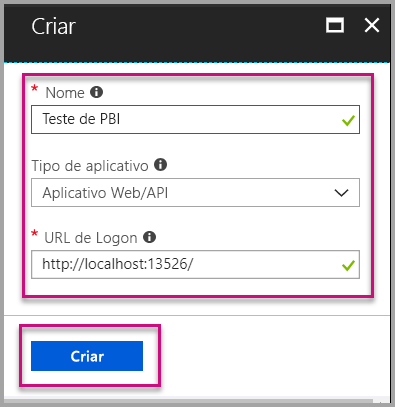 Criar
* Nome
Teste de PBI
Tipo de aplicativo
Aplicativo Web/API
* URL de Logon
http://localhost:13526/
Criar